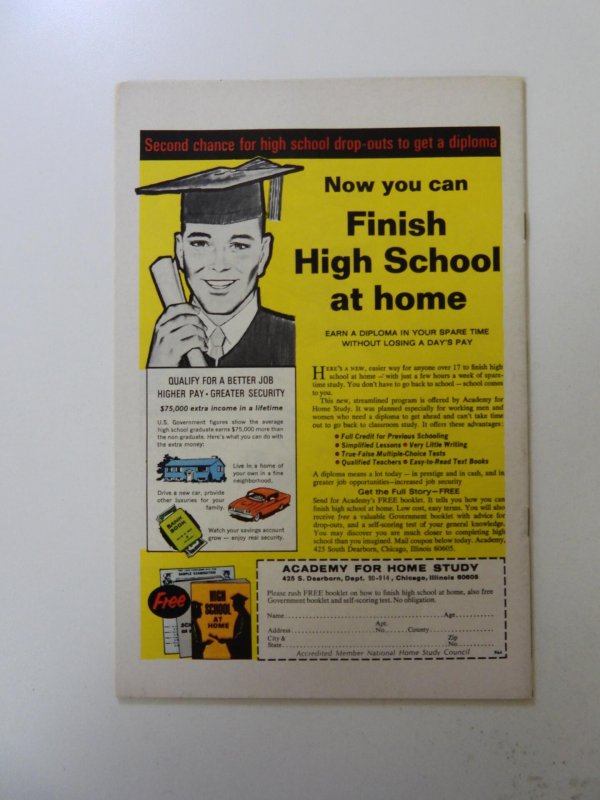 Second chance for high school drop-outs to get a diploma
Now you can
Finish
High School
at home
EARN A DIPLOMA IN YOUR SPARE TIME
WITHOUT LOSING A DAY'S PAY
QUALIFY FOR A BETTER JOB
HIGHER PAY • GREATER SECURITY
$75,000 extra income in a lifetime
U.S. Government figures show the average
high school graduate earns $75,000 more than
the non graduate. Here's what you can do with
the extra money:
Live in a home of
your own in a fine
neighborhood.
Drive a new car, provide
other luxuries for your
family.
BANK
BOOK
Watch your savings account
grow — enjoy real security.
HERE'S A NEW, easier way for anyone over 17 to finish high
school at home — with just a few hours a week of spare-
time study. You don't have to go back to school — school comes
to you.
This new, streamlined program is offered by Academy for
Home Study. It was planned especially for working men and
women who need a diploma to get ahead and can't take time
out to go back to classroom study. It offers these advantages:
• Full Credit for Previous Schooling
• Simplified Lessons • Very Little Writing
• True-False Multiple-Choice Tests
• Qualified Teachers • Easy-to-Read Text Books
A diploma means a lot today — in prestige and in cash, and in
greater job opportunities—increased job security
Get the Full Story—FREE
Send for Academy's FREE booklet. It tells you how you can
finish high school at home. Low cost, easy terms. You will also
receive free a valuable Government booklet with advice for
drop-outs, and a self-scoring test of your general knowledge.
You may discover you are much closer to completing high
school than you imagined. Mail coupon below today. Academy,
425 South Dearborn, Chicago, Illinois 60605.
Free
SAMPLE EXAMINATION
HIGH
SCHOOL
AT
HOME
ACADEMY FOR HOME STUDY
425 S. Dearborn, Dept. 90-914, Chicago, Illinois 60605
Please rush FREE booklet on how to finish high school at home, also free
Government booklet and self-scoring test. No obligation.
Name Age
Apt.
Address No. County
City & Zip
State No.
Accredited Member National Home Study Council